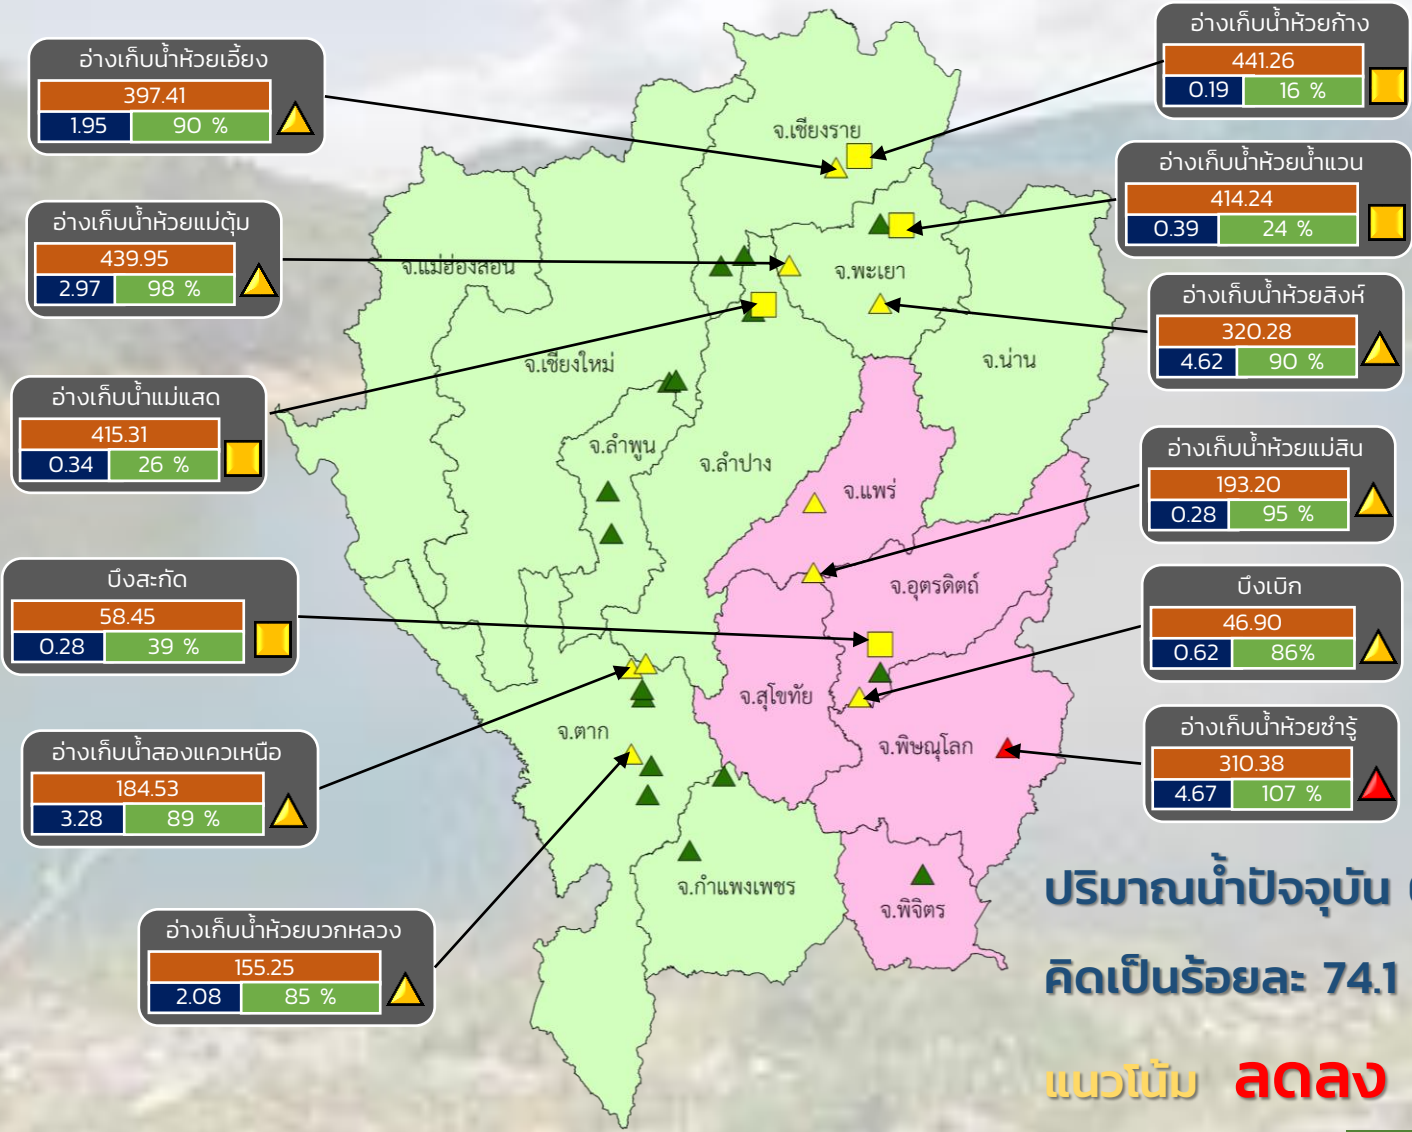 อ่างเก็บน้ำห้วยเอี้ยง
397.41
1.95 90 %
อ่างเก็บน้ำห้วยแม่ตุ้ม
439.95
2.97 98 %
อ่างเก็บน้ำแม่แสด
415.31
0.34 26 %
บึงสะกัด
58.45
0.28 39 %
อ่างเก็บน้ำสองแควเหนือ
184.53
3.28 89 %
อ่างเก็บน้ำห้วยบวกหลวง
155.25
2.08 85 %
จ.เชียงราย
จ.แม่ฮ่องสอน
จ.พะเยา
จ.เชียงใหม่
จ.น่าน
จ.ลำพูน
จ.ลำปาง
จ.แพร่
จ.อุตรดิตถ์
จ.สุโขทัย
จ.ตาก
จ.พิษณุโลก
จ.กำแพงเพชร
จ.พิจิตร
อ่างเก็บน้ำห้วยก้าง
441.26
0.19 16 %
อ่างเก็บน้ำห้วยน้ำแวน
414.24
0.39 24 %
อ่างเก็บน้ำห้วยสิงห์
320.28
4.62 90 %
อ่างเก็บน้ำห้วยแม่สิน
193.20
0.28 95 %
บึงเบิก
46.90
0.62 86%
อ่างเก็บน้ำห้วยซำรู้
310.38
4.67 107 %
ปริมาณน้ำปัจจุบัน
คิดเป็นร้อยละ 74.1
แนวโน้ม ลดลง